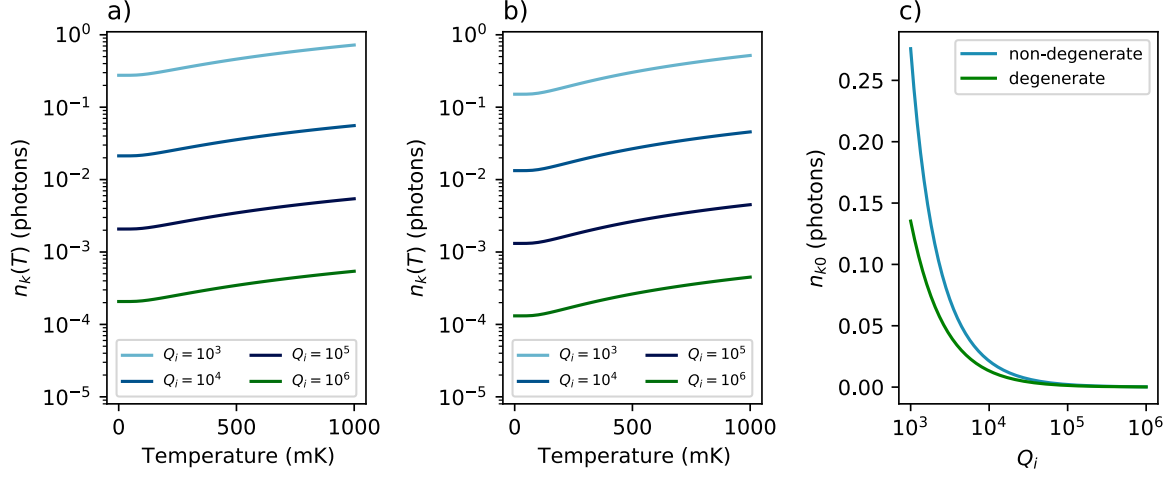 a)
n_k(T) (photons)
10^0
10^−1
10^−2
10^−3
10^−4
10^−5
Q_i = 10^3
Q_i = 10^4
Q_i = 10^5
Q_i = 10^6
0
500
1000
Temperature (mK)
b)
n_k(T) (photons)
10^0
10^−1
10^−2
10^−3
10^−4
10^−5
Q_i = 10^3
Q_i = 10^4
Q_i = 10^5
Q_i = 10^6
0
500
1000
Temperature (mK)
c)
n_k0 (photons)
0.25
0.20
0.15
0.10
0.05
0.00
non-degenerate
degenerate
10^3
10^4
10^5
10^6
Q_i